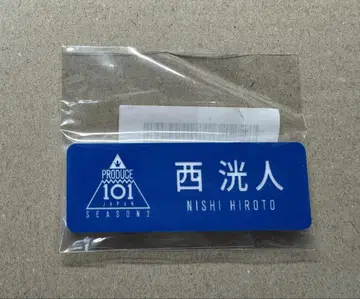 PRODUCE
101
JAPAN
SEASON2
西洸人
NISHI HIROTO